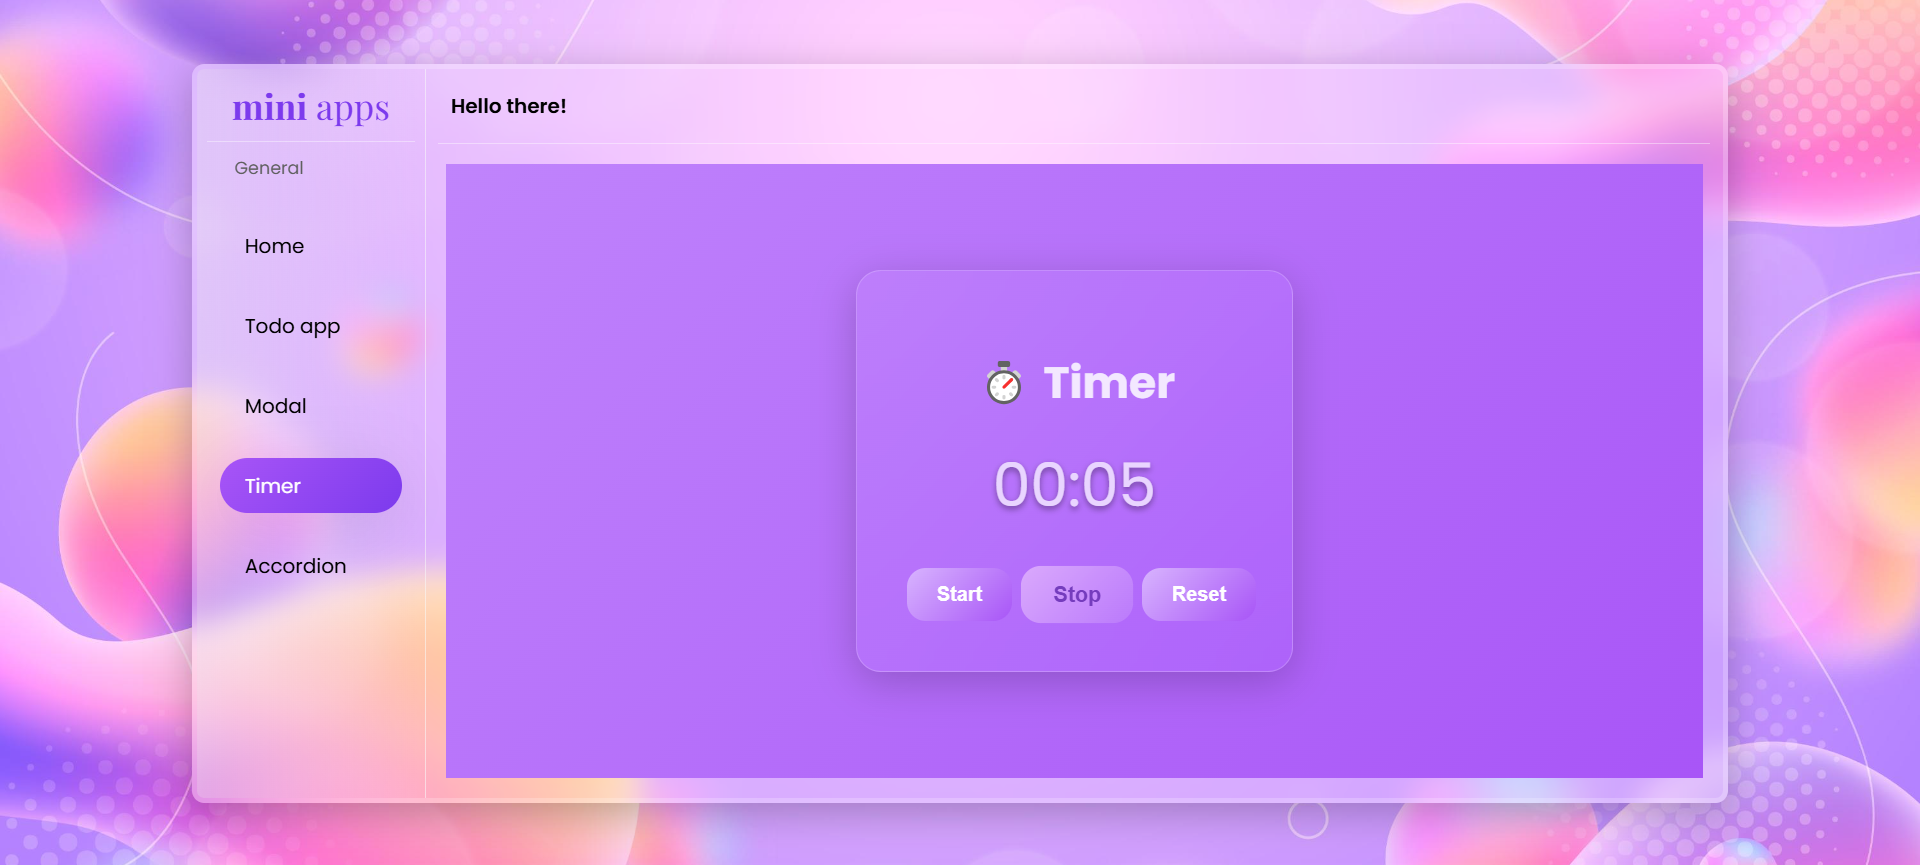 mini apps
General
Home
Todo app
Modal
Timer
Accordion
Hello there!
Timer
00:05
Start
Stop
Reset